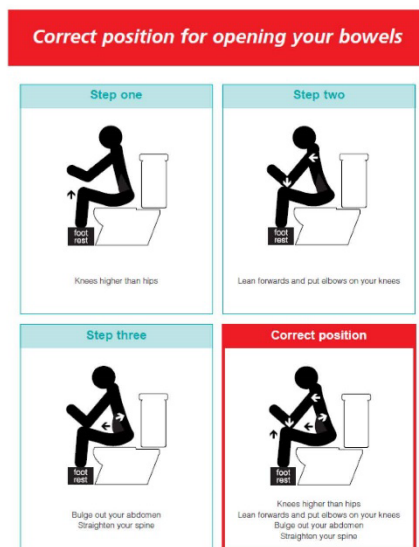 Correct position for opening your bowels
Step one
foot
rest
Knees higher than hips
Step two
foot
rest
Lean forwards and put elbows on your knees
Step three
foot
rest
Bulge out your abdomen
Straighten your spine
Correct position
foot
rest
Knees higher than hips
Lean forwards and put elbows on your knees
Bulge out your abdomen
Straighten your spine